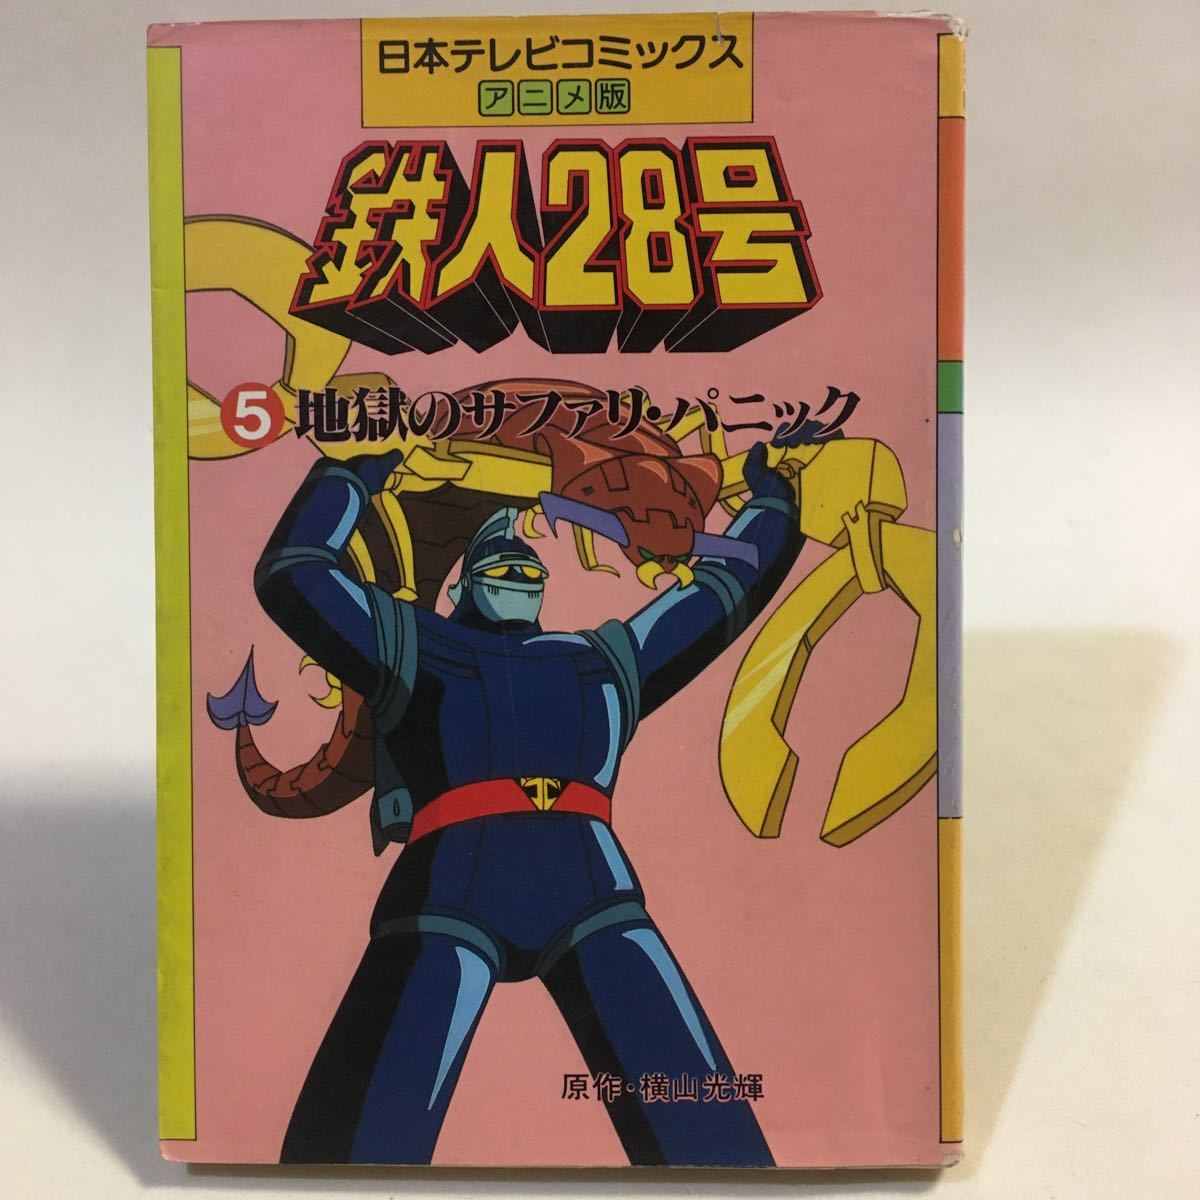 日本テレビコミックス
アニメ版
鉄人28号
5 地獄のサファリ・パニック
原作・横山光輝